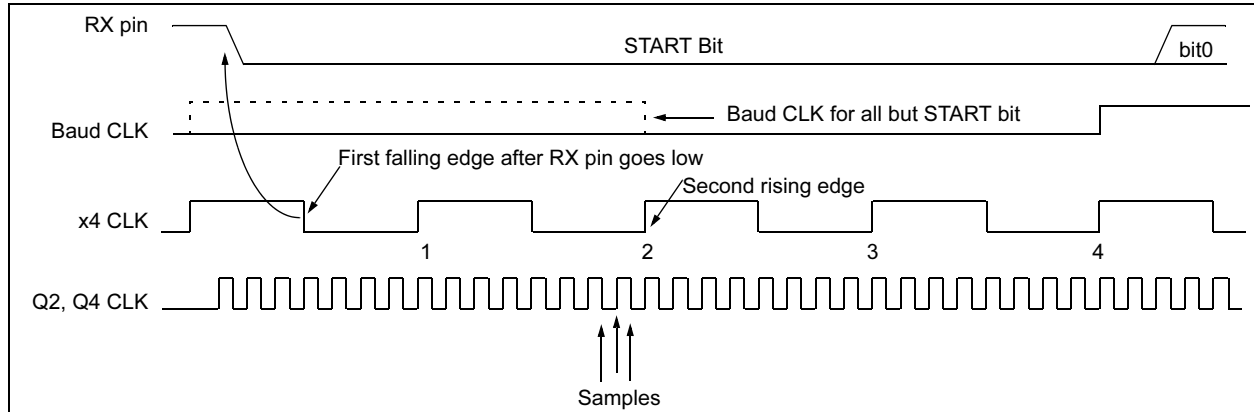 RX pin
START Bit
bit0
Baud CLK for all but START bit
Baud CLK
First falling edge after RX pin goes low
Second rising edge
x4 CLK
1 2 3 4
Q2, Q4 CLK
Samples